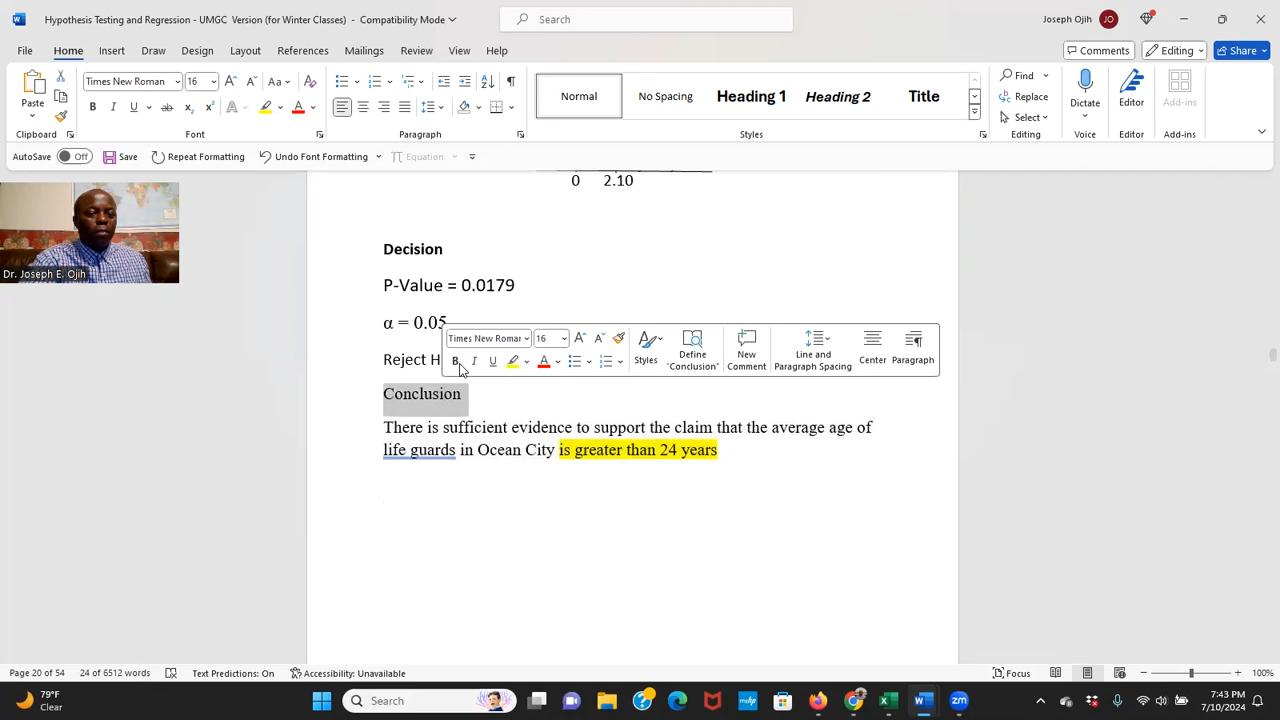 Hypothesis Testing and Regression - UMGC Version (for Winter Classes) - Compatibility Mode
Search
Joseph Ojih
JO
File Home Insert Draw Design Layout References Mailings Review View Help
Comments
Editing
Share
Paste
Times New Roman
16
Aa
Normal
No Spacing
Heading 1
Heading 2
Title
Find
Replace
Select
Dictate
Editor
Add-ins
Clipboard
Font
Paragraph
Styles
Editing
Voice
Editor
Add-ins
AutoSave
Off
Save
Repeat Formatting
Undo Font Formatting
Equation
0 2.10
Dr. Joseph E. Ojih
Decision
P-Value = 0.0179
α = 0.05
Reject H
Times New Roman
16
Styles
Define "Conclusion"
New Comment
Line and Paragraph Spacing
Center
Paragraph
Conclusion
There is sufficient evidence to support the claim that the average age of
life guards in Ocean City is greater than 24 years
Page 20 of 54
24 of 6512 words
Text Predictions: On
Accessibility: Unavailable
Focus
100%
79°F
Clear
Search
7:43 PM
7/10/2024